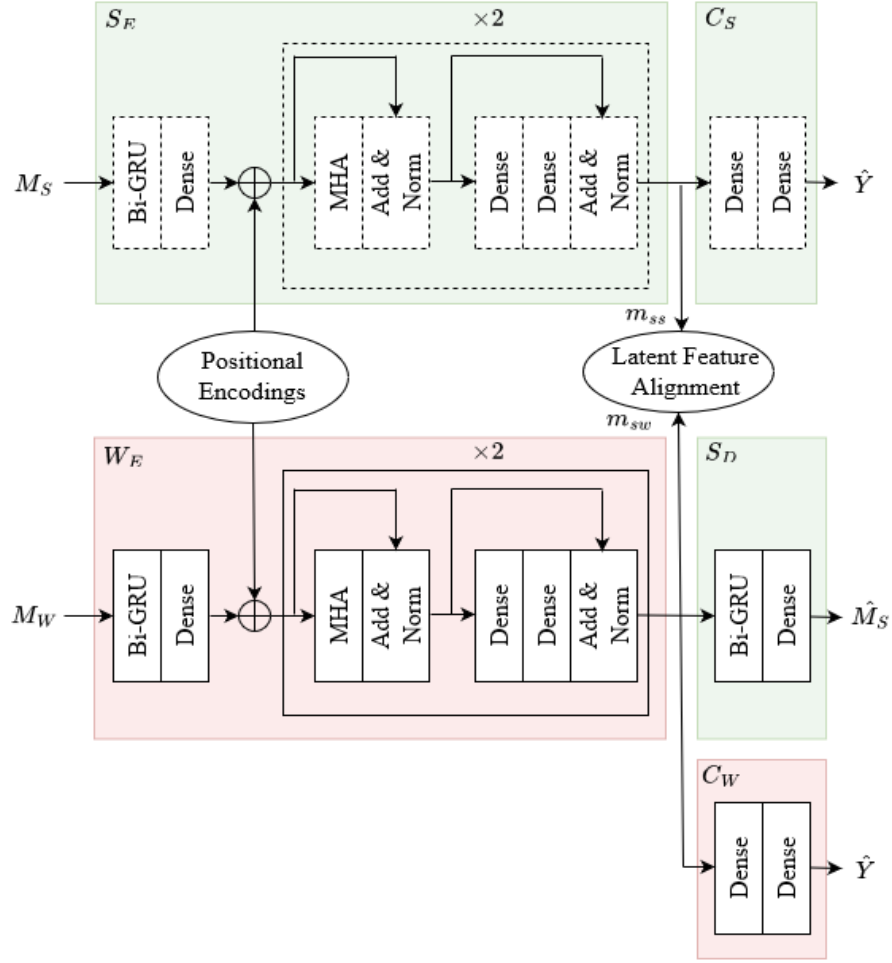 S_E
×2
C_S
M_S
Bi-GRU
Dense
MHA
Add &
Norm
Dense
Dense
Add &
Norm
Dense
Dense
Ŷ
m_ss
Positional
Encodings
Latent Feature
Alignment
m_sw
W_E
×2
S_D
M_W
Bi-GRU
Dense
MHA
Add &
Norm
Dense
Dense
Add &
Norm
Bi-GRU
Dense
M̂_S
C_W
Dense
Dense
Ŷ